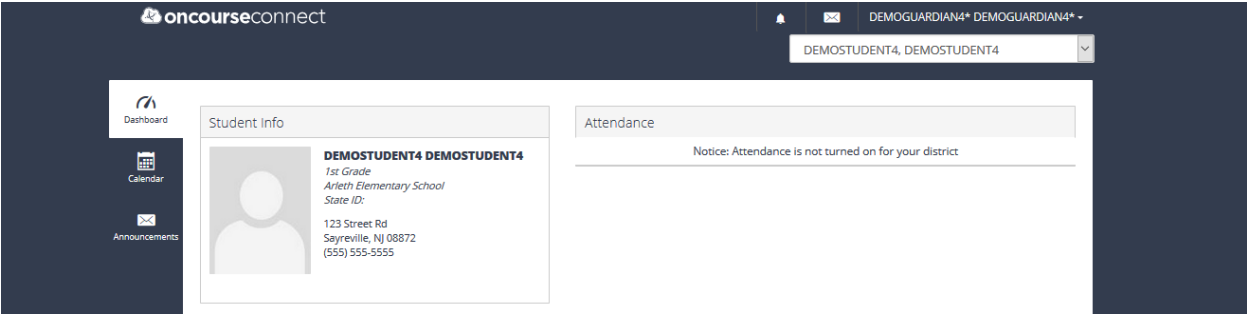 oncourseconnect
DEMOGUARDIAN4* DEMOGUARDIAN4*
DEMOSTUDENT4, DEMOSTUDENT4
Dashboard
Calendar
Announcements
Student Info
DEMOSTUDENT4 DEMOSTUDENT4
1st Grade
Arleth Elementary School
State ID:
123 Street Rd
Sayreville, NJ 08872
(555) 555-5555
Attendance
Notice: Attendance is not turned on for your district